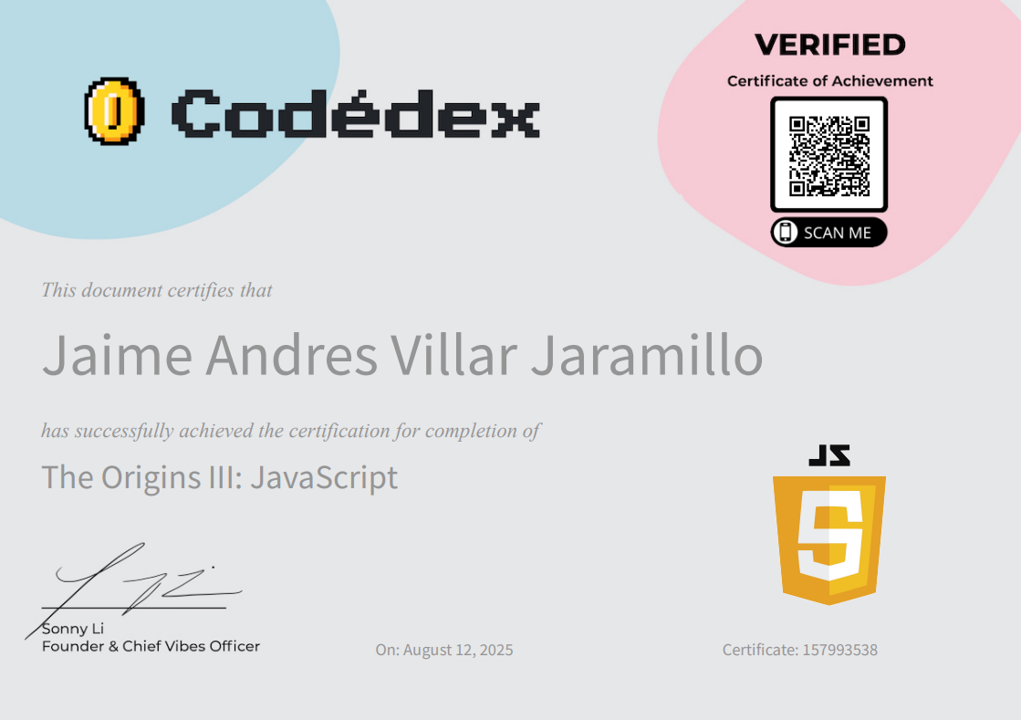 Codédex
VERIFIED
Certificate of Achievement
SCAN ME
This document certifies that
Jaime Andres Villar Jaramillo
has successfully achieved the certification for completion of
The Origins III: JavaScript
JS
5
Sonny Li
Founder & Chief Vibes Officer
On: August 12, 2025
Certificate: 157993538